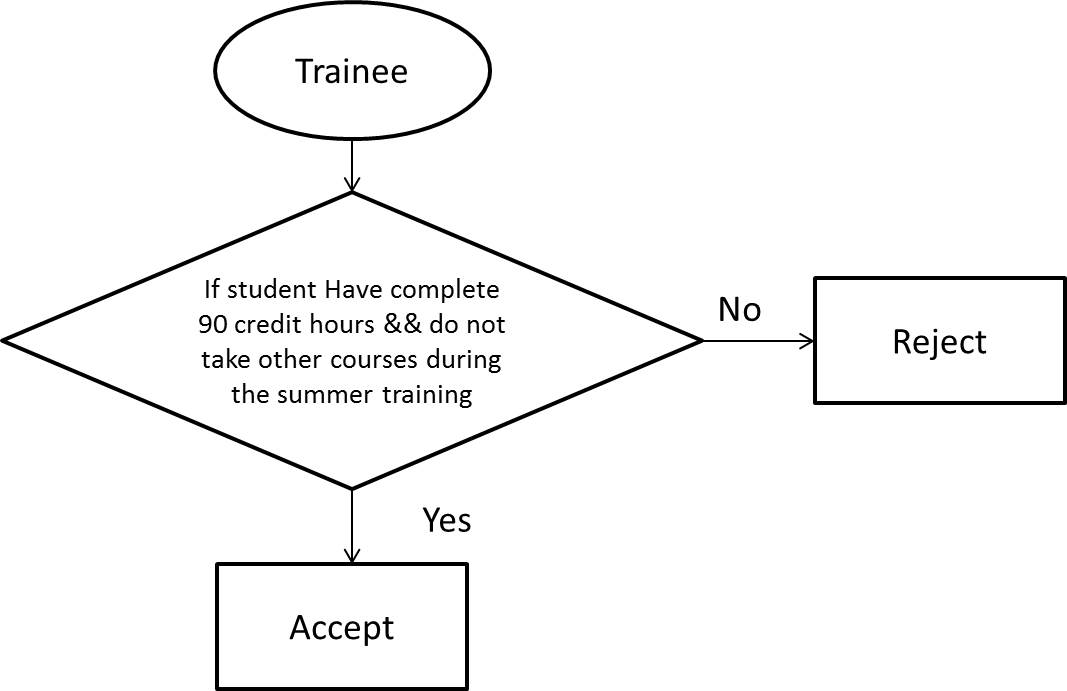 Trainee
If student Have complete
90 credit hours && do not
take other courses during
the summer training
No
Reject
Yes
Accept